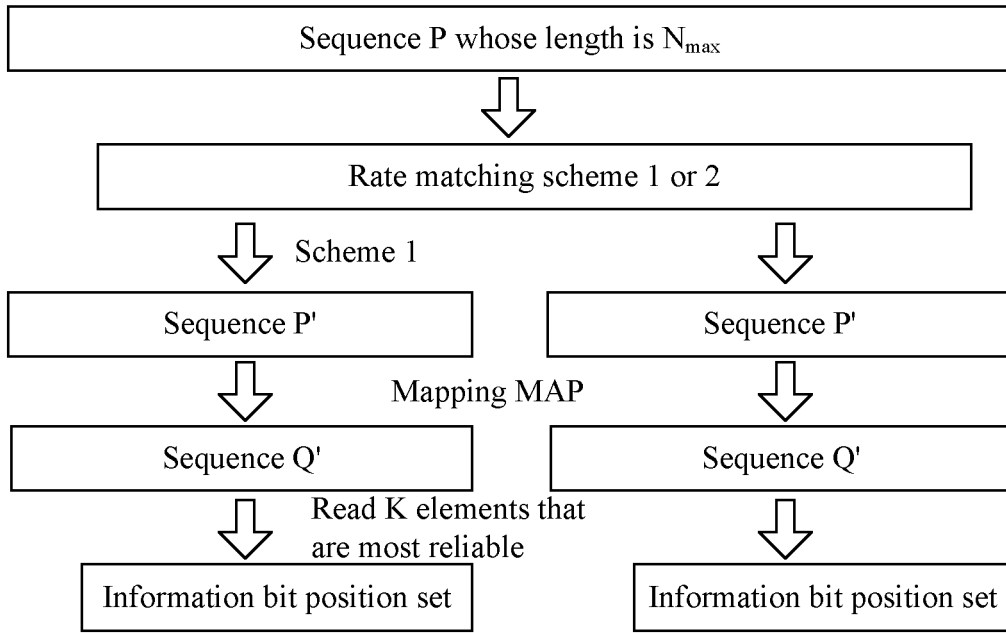 Sequence P whose length is Nmax
Rate matching scheme 1 or 2
Scheme 1
Sequence P'
Sequence P'
Mapping MAP
Sequence Q'
Sequence Q'
Read K elements that
are most reliable
Information bit position set
Information bit position set